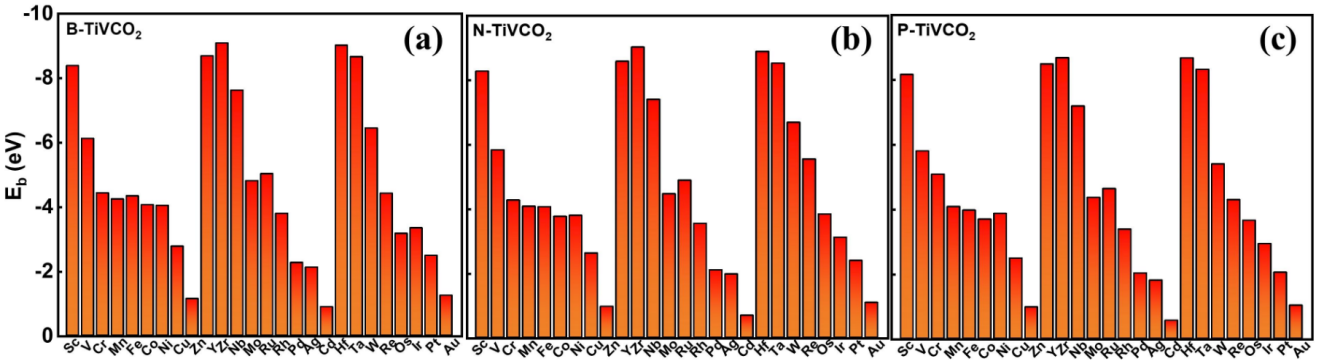 -10
-8
-6
-4
-2
0
E_b (eV)
B-TiVCO₂
(a)
Sc V Cr Mn Fe Co Ni Cu Zn Y Zr Nb Mo Ru Rh Pd Ag Cd Hf Ta W Re Os Ir Pt Au
N-TiVCO₂
(b)
Sc V Cr Mn Fe Co Ni Cu Zn Y Zr Nb Mo Ru Rh Pd Ag Cd Hf Ta W Re Os Ir Pt Au
P-TiVCO₂
(c)
Sc V Cr Mn Fe Co Ni Cu Zn Y Zr Nb Mo Ru Rh Pd Ag Cd Hf Ta W Re Os Ir Pt Au